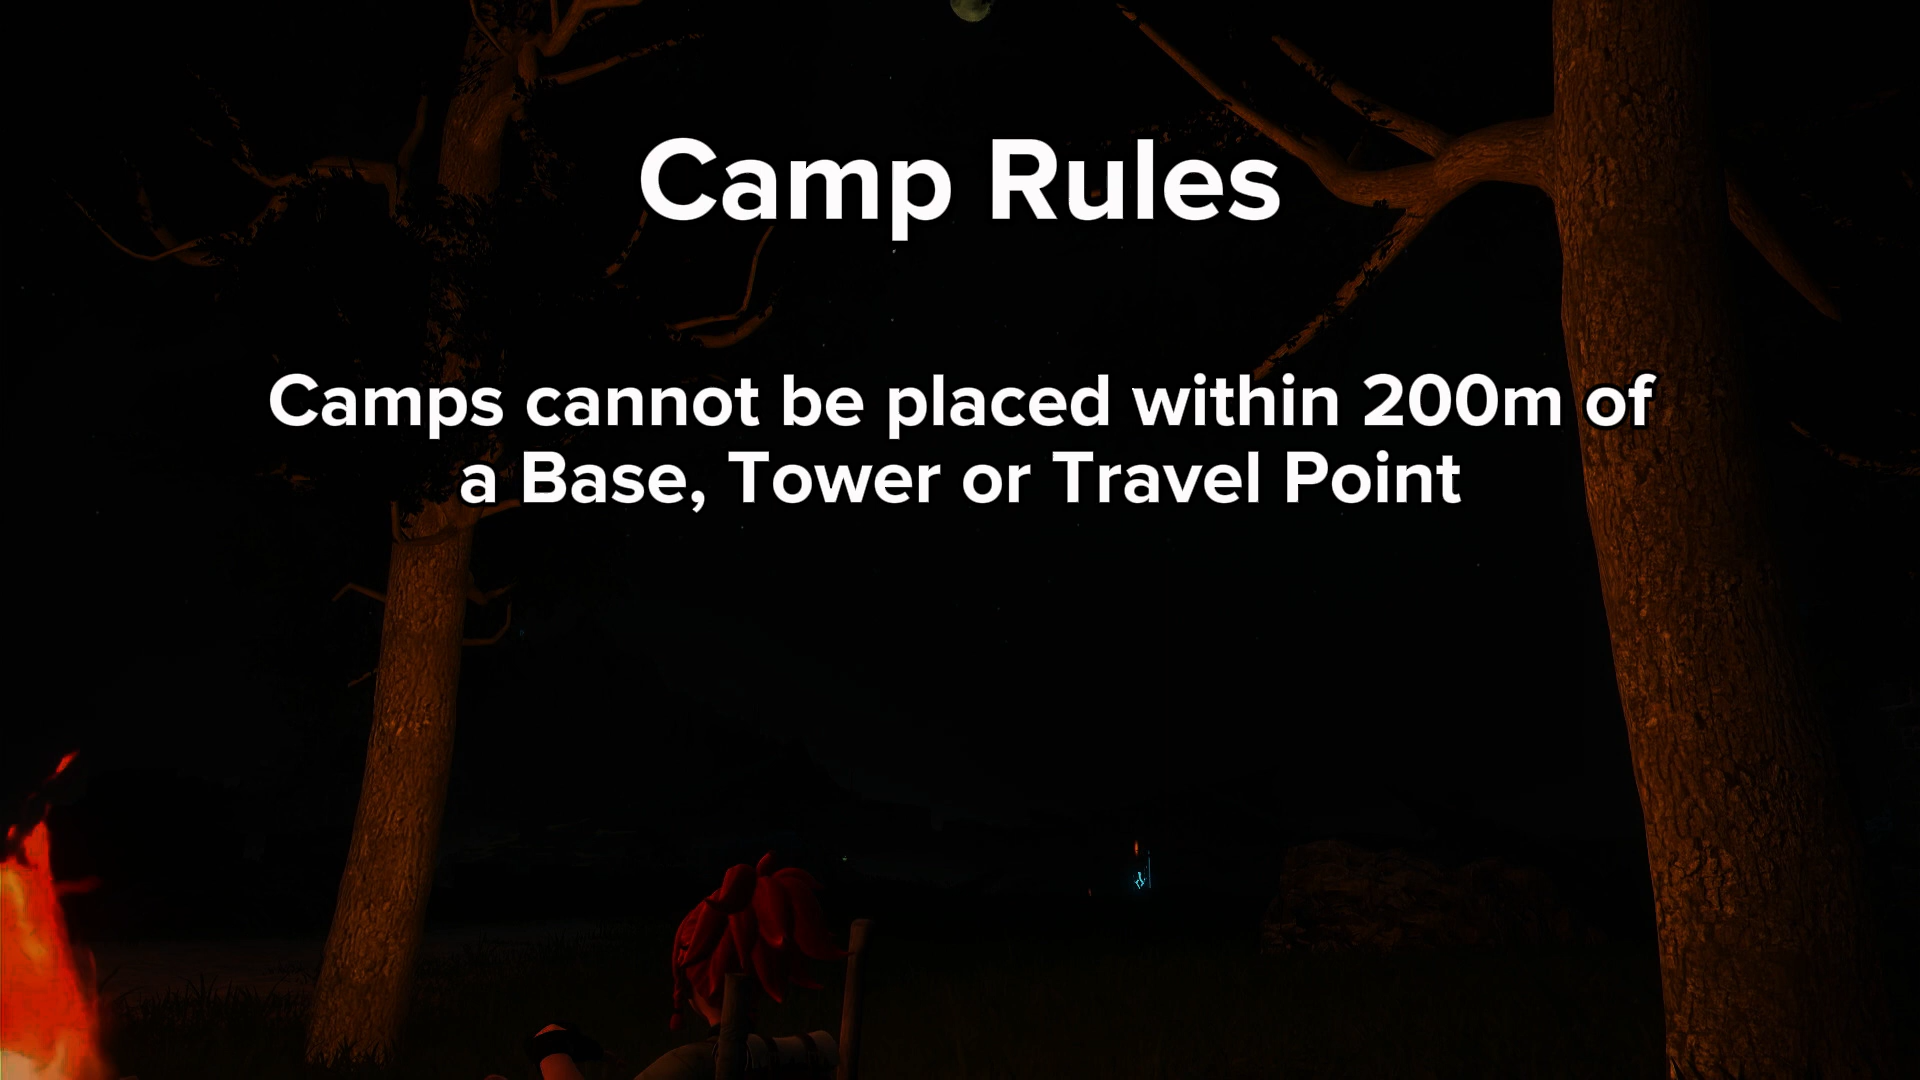 Camp Rules
Camps cannot be placed within 200m of
a Base, Tower or Travel Point